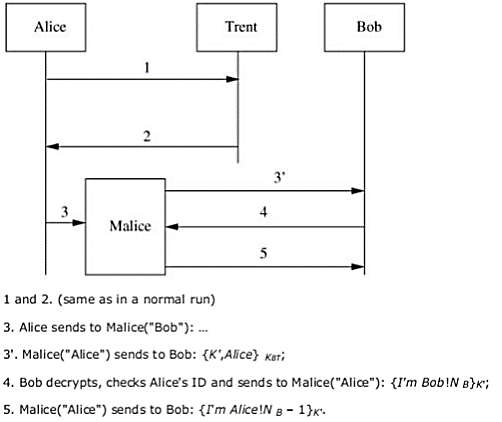 Alice Trent Bob
1
2
3'
3 Malice 4
5
1 and 2. (same as in a normal run)
3. Alice sends to Malice("Bob"): ...
3'. Malice("Alice") sends to Bob: {K',Alice} KBT;
4. Bob decrypts, checks Alice's ID and sends to Malice("Alice"): {I'm Bob!N B}K';
5. Malice("Alice") sends to Bob: {I'm Alice!N B – 1}K'.